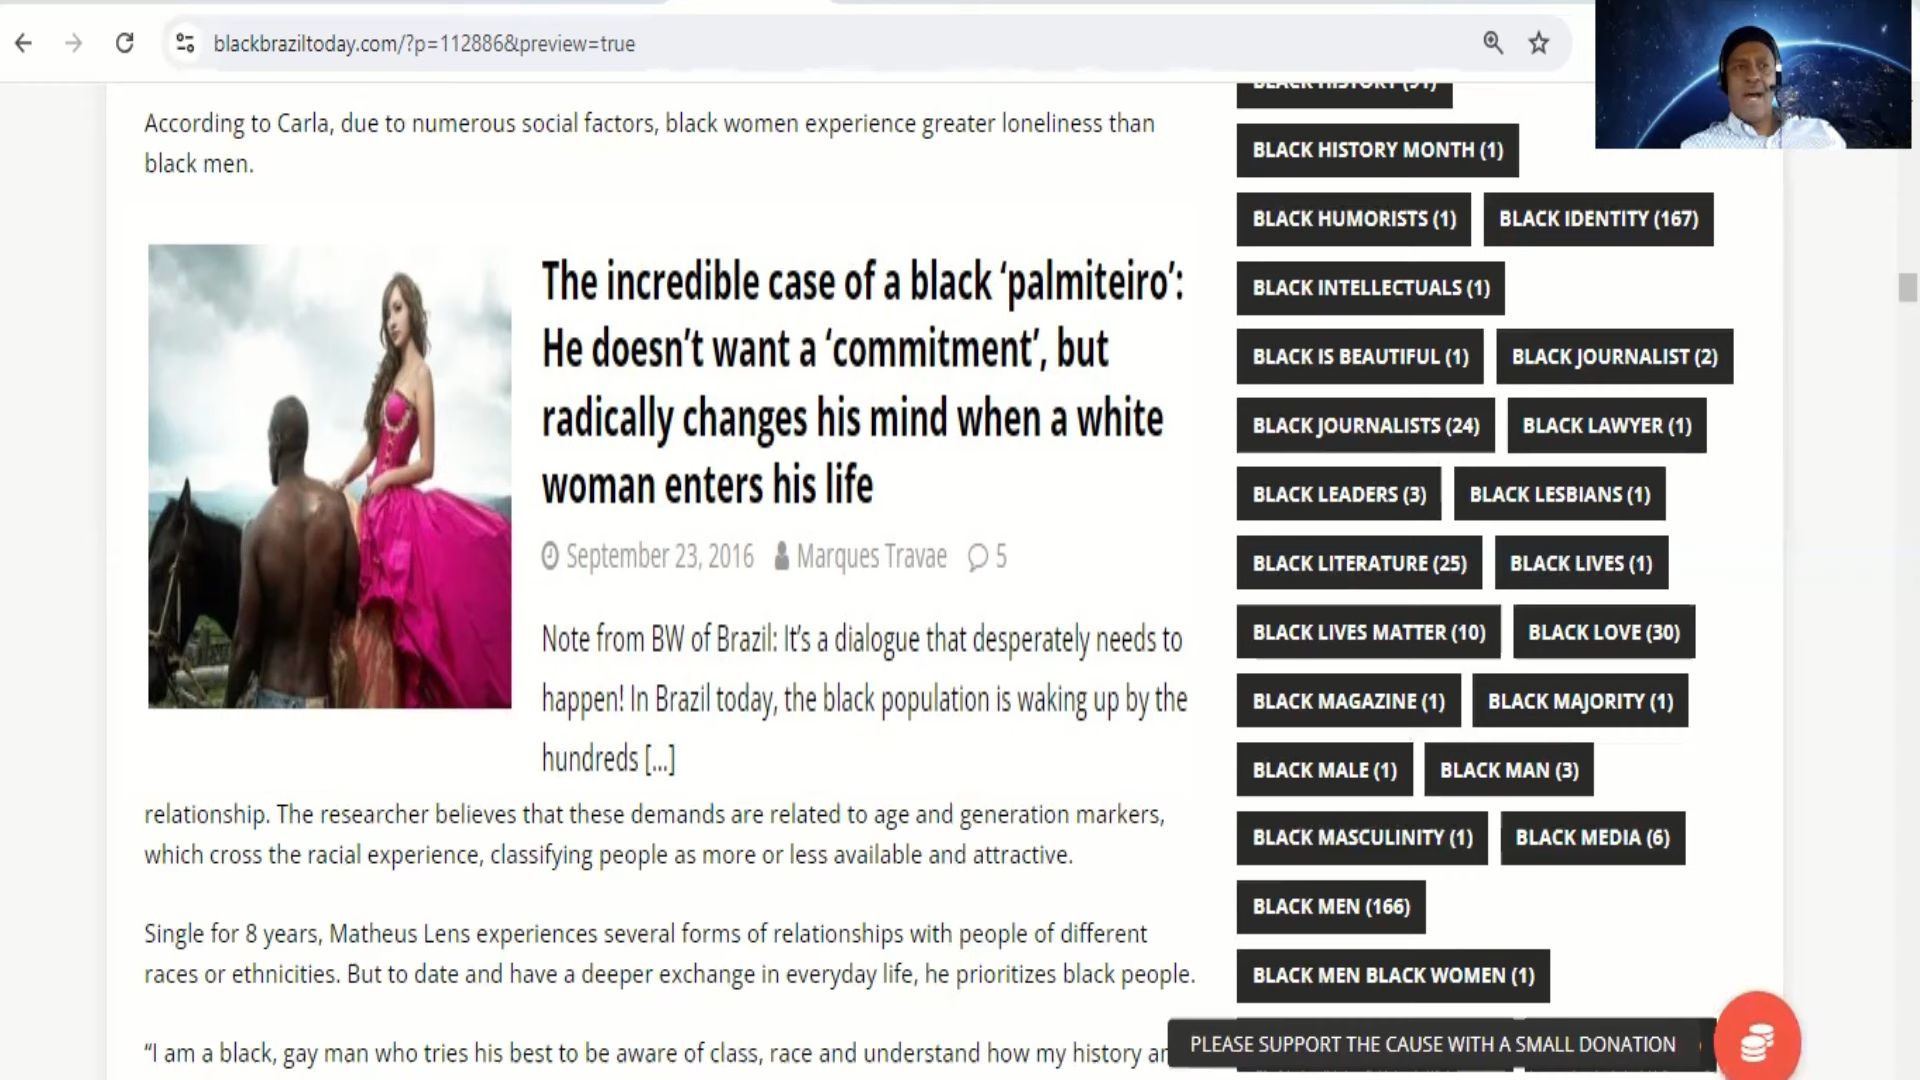 blackbraziltoday.com/?p=112886&preview=true
According to Carla, due to numerous social factors, black women experience greater loneliness than
black men.
The incredible case of a black ‘palmiteiro’:
He doesn’t want a ‘commitment’, but
radically changes his mind when a white
woman enters his life
September 23, 2016 Marques Travae 5
Note from BW of Brazil: It’s a dialogue that desperately needs to
happen! In Brazil today, the black population is waking up by the
hundreds [...]
relationship. The researcher believes that these demands are related to age and generation markers,
which cross the racial experience, classifying people as more or less available and attractive.
Single for 8 years, Matheus Lens experiences several forms of relationships with people of different
races or ethnicities. But to date and have a deeper exchange in everyday life, he prioritizes black people.
“I am a black, gay man who tries his best to be aware of class, race and understand how my history
BLACK HISTORY (91)
BLACK HISTORY MONTH (1)
BLACK HUMORISTS (1) BLACK IDENTITY (167)
BLACK INTELLECTUALS (1)
BLACK IS BEAUTIFUL (1) BLACK JOURNALIST (2)
BLACK JOURNALISTS (24) BLACK LAWYER (1)
BLACK LEADERS (3) BLACK LESBIANS (1)
BLACK LITERATURE (25) BLACK LIVES (1)
BLACK LIVES MATTER (10) BLACK LOVE (30)
BLACK MAGAZINE (1) BLACK MAJORITY (1)
BLACK MALE (1) BLACK MAN (3)
BLACK MASCULINITY (1) BLACK MEDIA (6)
BLACK MEN (166)
BLACK MEN BLACK WOMEN (1)
PLEASE SUPPORT THE CAUSE WITH A SMALL DONATION